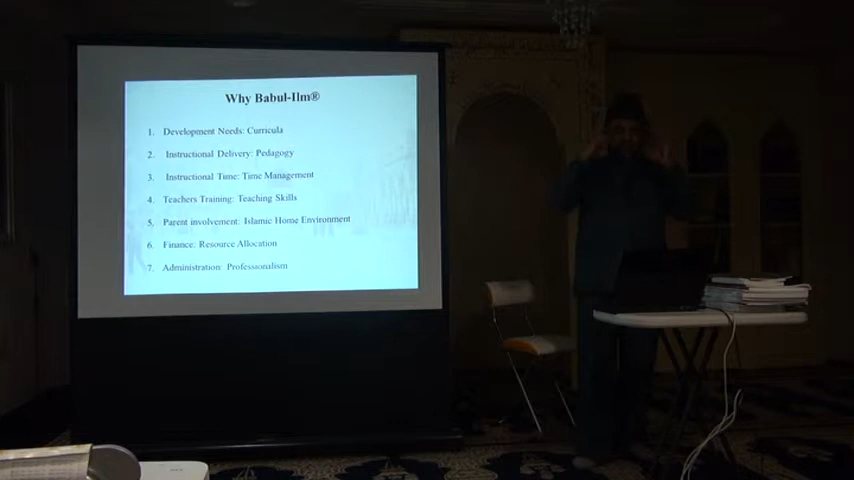 Why Babul-Ilm®
1. Development Needs: Curricula
2. Instructional Delivery: Pedagogy
3. Instructional Time: Time Management
4. Teachers Training: Teaching Skills
5. Parent involvement: Islamic Home Environment
6. Finance: Resource Allocation
7. Administration: Professionalism